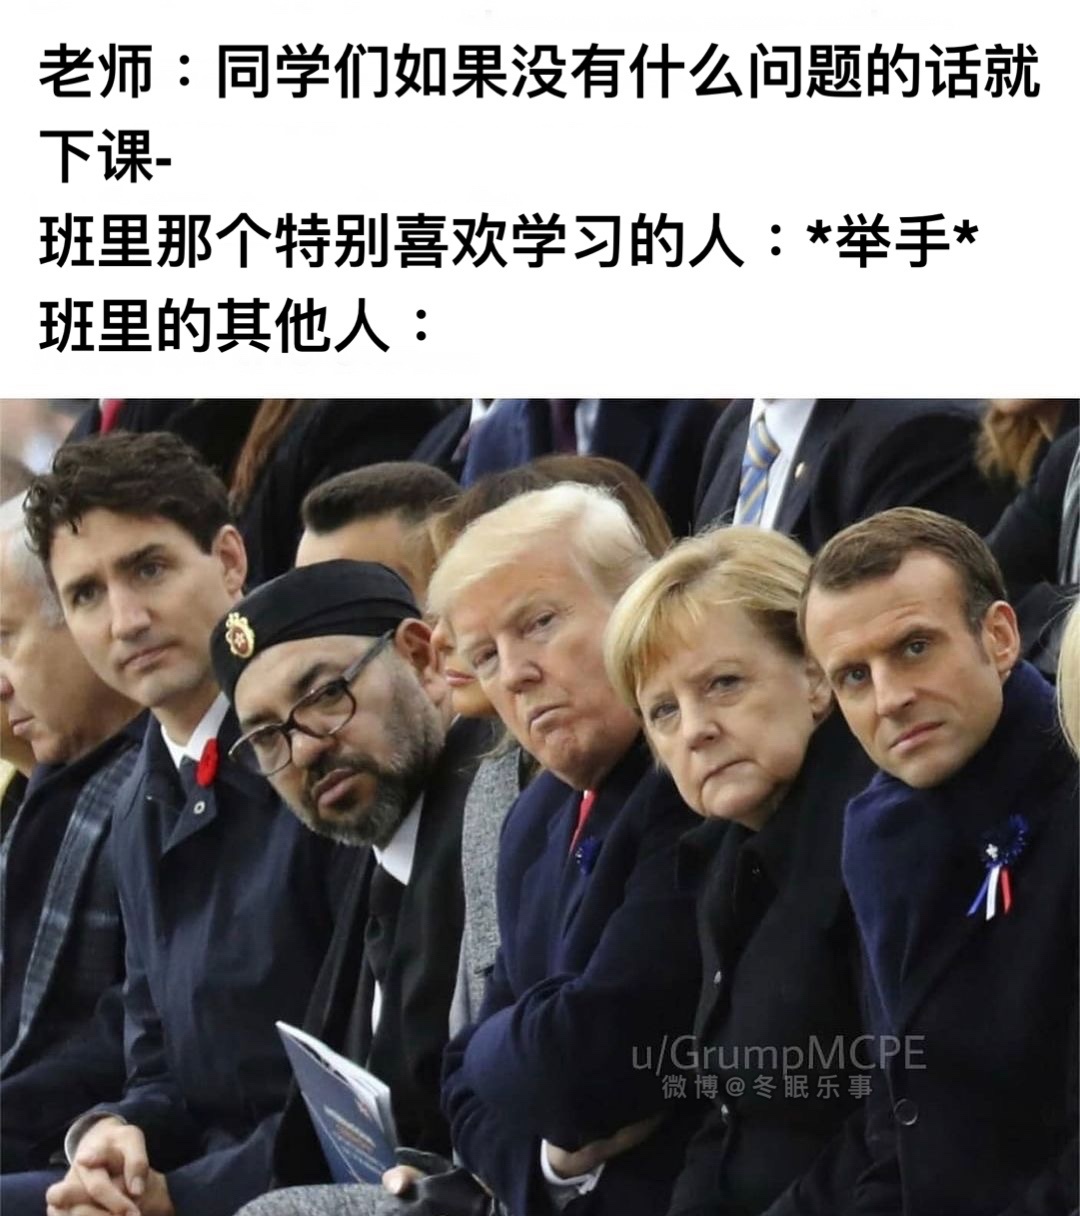 老师：同学们如果没有什么问题的话就
下课-
班里那个特别喜欢学习的人：*举手*
班里的其他人：
u/GrumpMCPE
微博@冬眠乐事